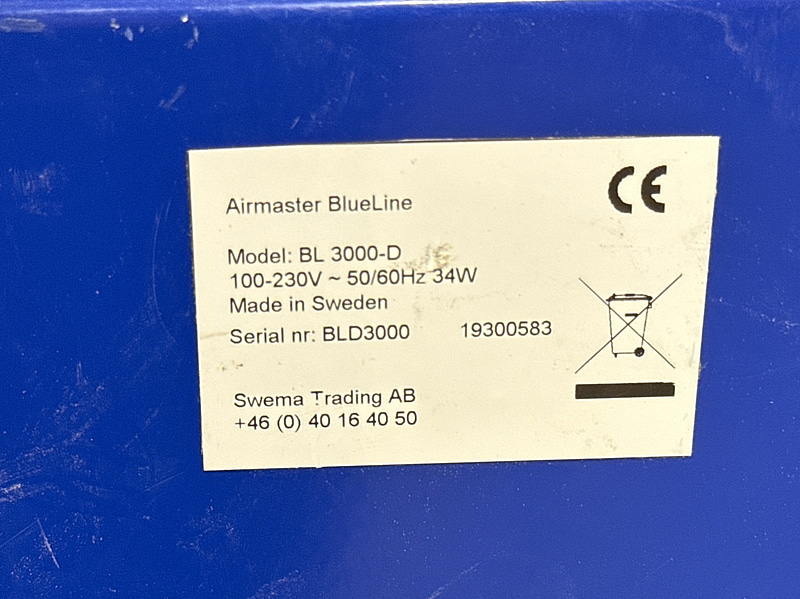 Airmaster BlueLine
CE
Model: BL 3000-D
100-230V ~ 50/60Hz 34W
Made in Sweden
Serial nr: BLD3000 19300583
Swema Trading AB
+46 (0) 40 16 40 50